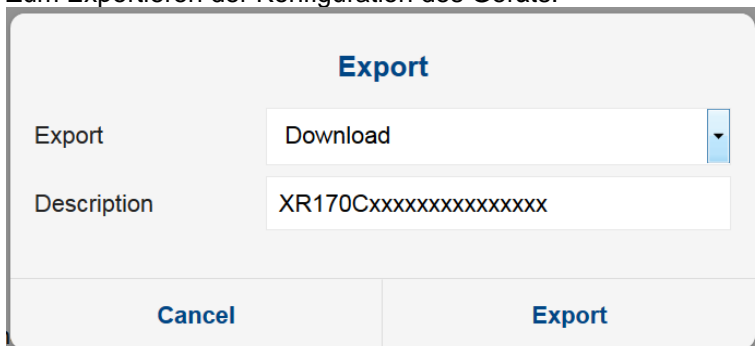 Zum Exportieren der Konfiguration des Geräts.
Export
Export Download
Description XR170Cxxxxxxxxxxxxxxx
Cancel Export